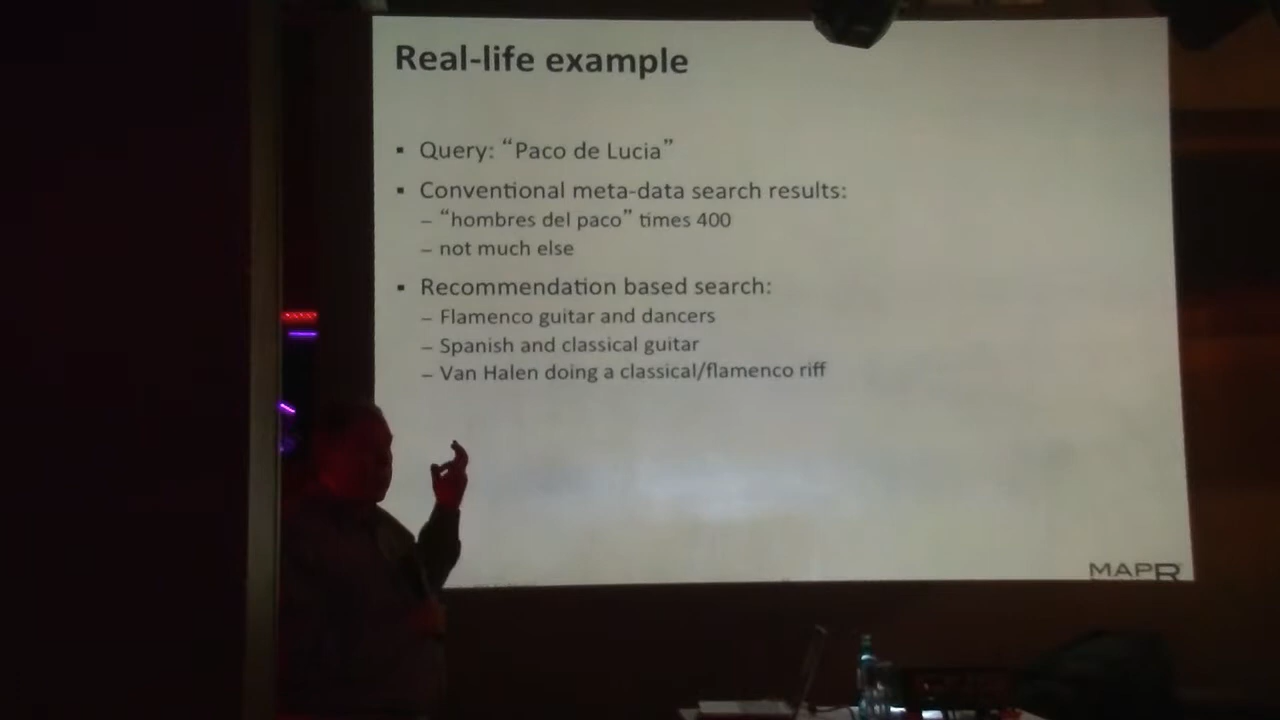 Real-life example
▪ Query: “Paco de Lucia”
▪ Conventional meta-data search results:
– “hombres del paco” times 400
– not much else
▪ Recommendation based search:
– Flamenco guitar and dancers
– Spanish and classical guitar
– Van Halen doing a classical/flamenco riff
MAPR